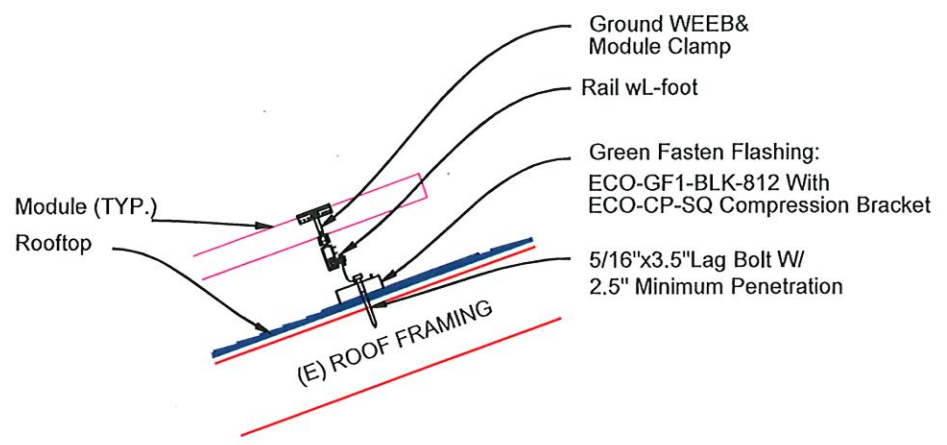 Ground WEEB&
Module Clamp
Rail wL-foot
Green Fasten Flashing:
ECO-GF1-BLK-812 With
ECO-CP-SQ Compression Bracket
Module (TYP.)
Rooftop
5/16"x3.5"Lag Bolt W/
2.5" Minimum Penetration
(E) ROOF FRAMING